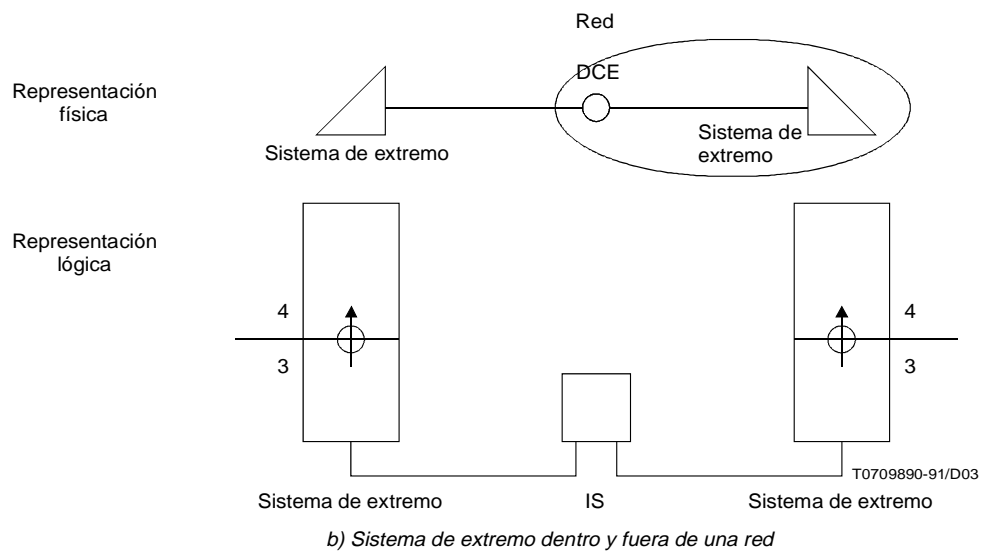 Red
DCE
Representación
física
Sistema de
extremo
Sistema de extremo
Representación
lógica
4
4
3
3
T0709890-91/D03
Sistema de extremo
IS
Sistema de extremo
b) Sistema de extremo dentro y fuera de una red